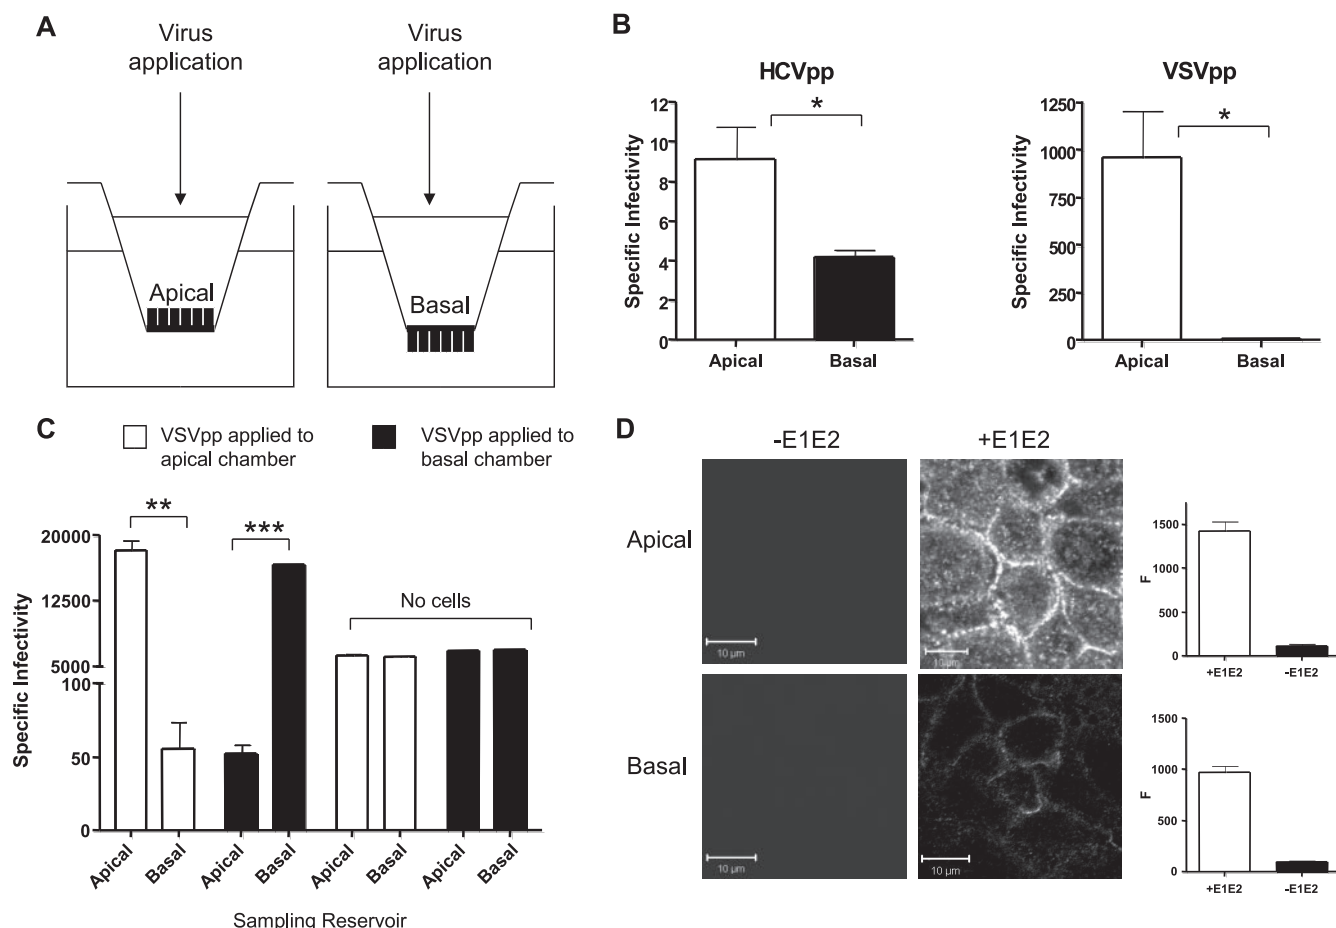 A
Virus
application
Virus
application
Apical
Basal
B
HCVpp
Specific Infectivity
12
10
8
6
4
2
0
*
Apical
Basal
VSVpp
Specific Infectivity
1250
1000
750
500
250
0
*
Apical
Basal
C
VSVpp applied to
apical chamber
VSVpp applied to
basal chamber
Specific Infectivity
20000
12500
5000
100
50
0
**
***
No cells
Apical
Basal
Apical
Basal
Apical
Basal
Apical
Basal
Sampling Reservoir
D
-E1E2
+E1E2
Apical
10 µm
10 µm
F
1500
1000
500
0
+E1E2
-E1E2
Basal
10 µm
10 µm
F
1500
1000
500
0
+E1E2
-E1E2